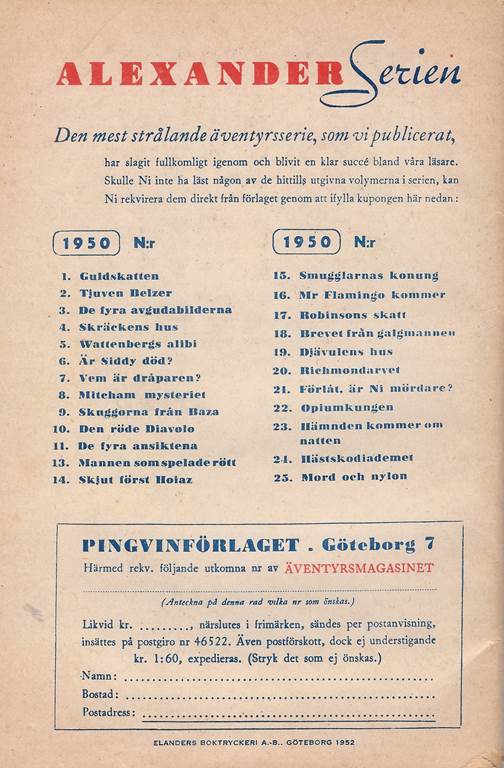 ALEXANDER Serien
Den mest strålande äventyrsserie, som vi publicerat,
har slagit fullkomligt igenom och blivit en klar succé bland våra läsare.
Skulle Ni inte ha läst någon av de hittills utgivna volymerna i serien, kan
Ni rekvirera dem direkt från förlaget genom att ifylla kupongen här nedan:
1950 N:r
1. Guldskatten
2. Tjuven Belzer
3. De fyra avgudabilderna
4. Skräckens hus
5. Wattenbergs alibi
6. Är Siddy död?
7. Vem är dråparen?
8. Mitcham mysteriet
9. Skuggorna från Baza
10. Den röde Diavolo
11. De fyra ansiktena
13. Mannen som spelade rött
14. Skjut först Hoiaz
1950 N:r
15. Smugglarnas konung
16. Mr Flamingo kommer
17. Robinsons skatt
18. Brevet från galgmannen
19. Djävulens hus
20. Richmondarvet
21. Förlåt, är Ni mördare?
22. Opiumkungen
23. Hämnden kommer om
natten
24. Hästskodiademet
25. Mord och nylon
PINGVINFÖRLAGET . Göteborg 7
Härmed rekv. följande utkomna nr av ÄVENTYRSMAGASINET
(Anteckna på denna rad vilka nr som önskas.)
Likvid kr. ........., närslutes i frimärken, sändes per postanvisning,
insättes på postgiro nr 46522. Även postförskott, dock ej understigande
kr. 1:60, expedieras. (Stryk det som ej önskas.)
Namn: ........................................
Bostad: ........................................
Postadress: ........................................
ELANDERS BOKTRYCKERI A.-B.. GÖTEBORG 1952